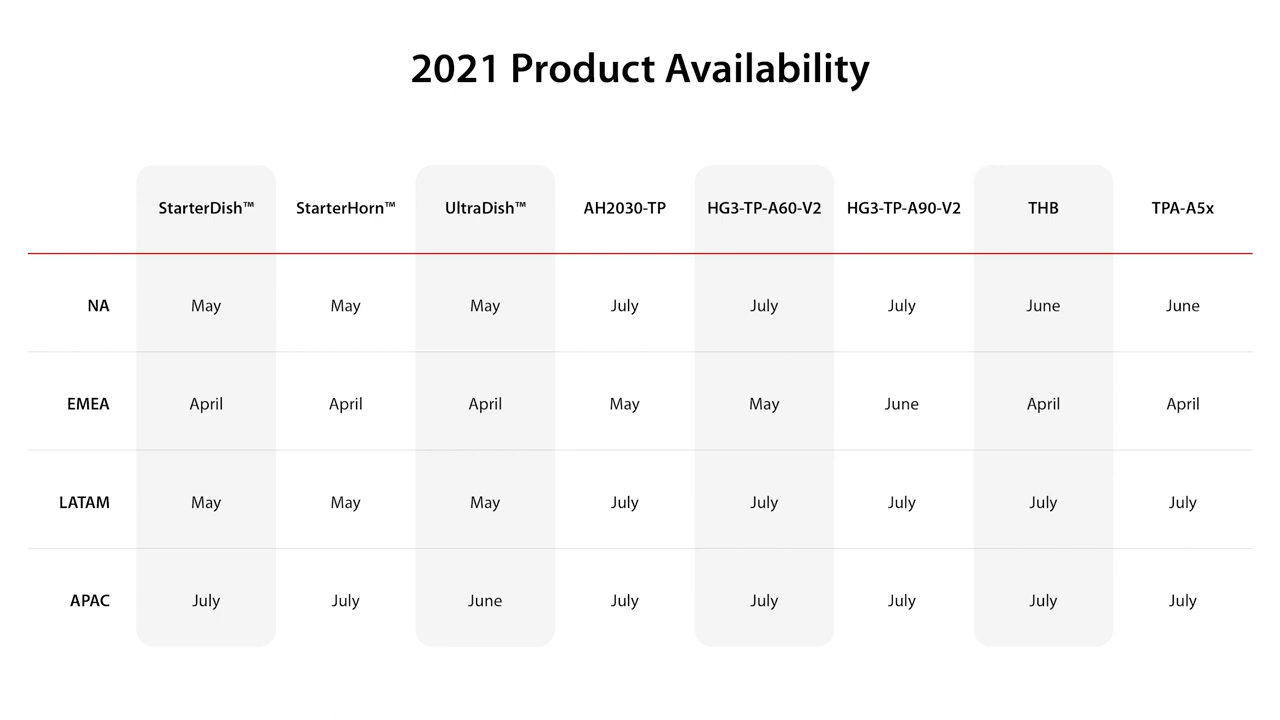 2021 Product Availability
StarterDish™ StarterHorn™ UltraDish™ AH2030-TP HG3-TP-A60-V2 HG3-TP-A90-V2 THB TPA-A5x
NA May May May July July July June June
EMEA April April April May May June April April
LATAM May May May July July July July July
APAC July July June July July July July July